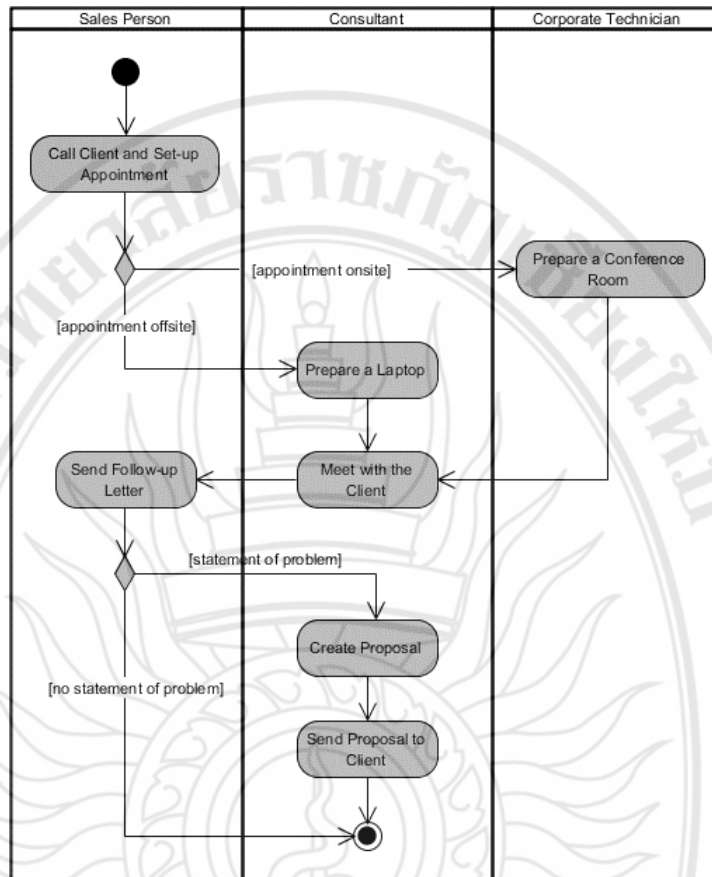 Sales Person
Consultant
Corporate Technician
Call Client and Set-up
Appointment
[appointment onsite]
Prepare a Conference
Room
[appointment offsite]
Prepare a Laptop
Send Follow-up
Letter
Meet with the
Client
[statement of problem]
Create Proposal
[no statement of problem]
Send Proposal to
Client